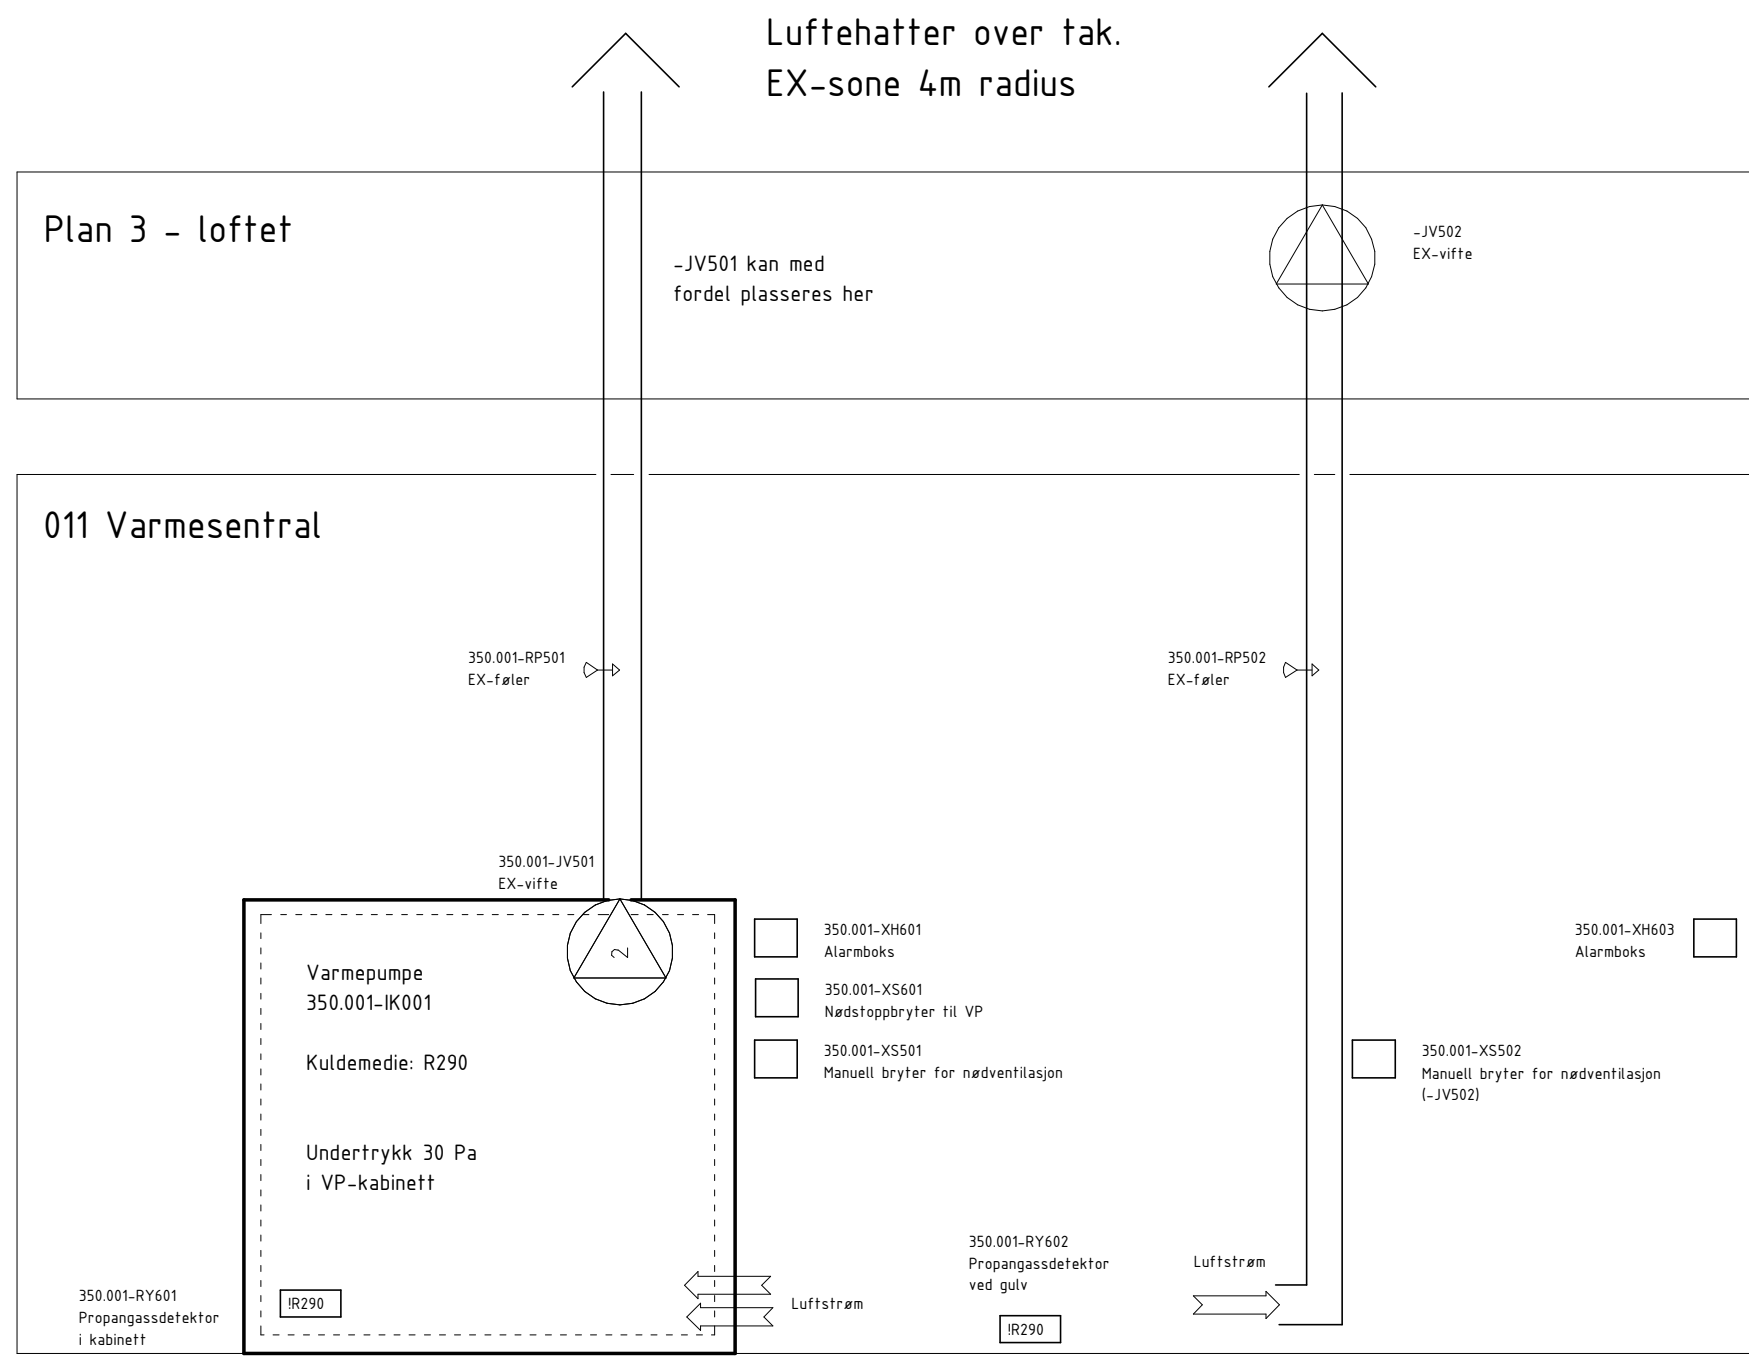 Luftehatter over tak.
EX-sone 4m radius
Plan 3 - loftet
-JV501 kan med
fordel plasseres her
-JV502
EX-vifte
011 Varmesentral
350.001-RP501
EX-føler
350.001-RP502
EX-føler
350.001-JV501
EX-vifte
2
Varmepumpe
350.001-IK001
Kuldemedie: R290
Undertrykk 30 Pa
i VP-kabinett
350.001-XH601
Alarmboks
350.001-XS601
Nødstoppbryter til VP
350.001-XS501
Manuell bryter for nødventilasjon
350.001-XH603
Alarmboks
350.001-XS502
Manuell bryter for nødventilasjon
(-JV502)
350.001-RY601
Propangassdetektor
i kabinett
!R290
Luftstrøm
350.001-RY602
Propangassdetektor
ved gulv
!R290
Luftstrøm